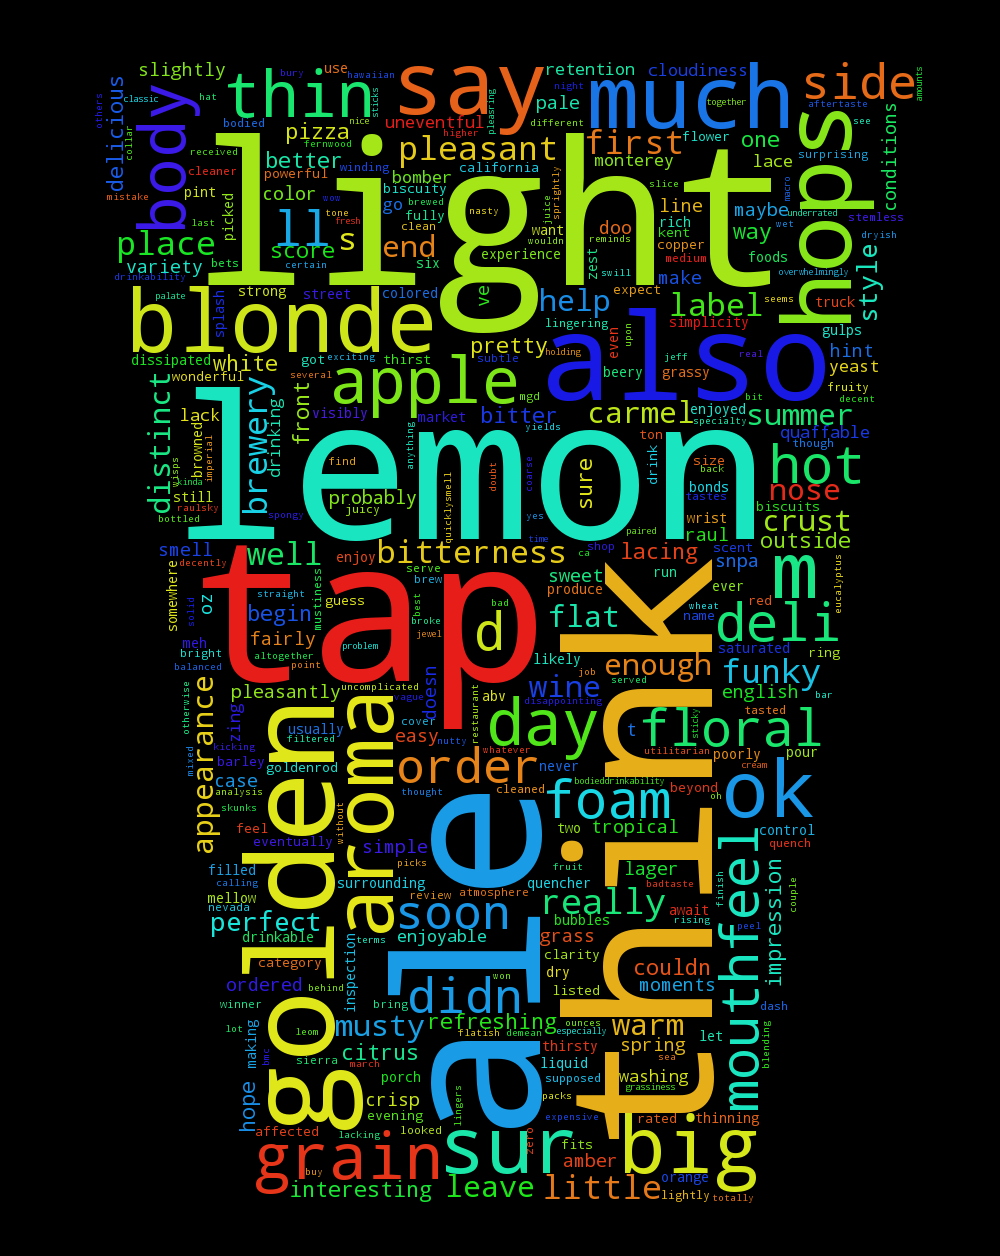 slightly
use
hawaiian
bury
say
retention
cloudiness
side
night
much
together
amounts
others
classic
hat
sticks
thin
pleasing
pale
aftertaste
delicious
collar
body
bodied
nice
uneventful
higher
different
first
flower
one
see
conditions
pizza
fernwood
pleasant
hops
received
better
winding
california
monterey
lace
surprising
cleaner
powerful
bomber
slice
macro
mistake
color
biscuity
sprightly
juice
line
maybe
underrated
pint
picked
wow
go
brewed
light
nasty
rich
stemless
last
ll
tone
fresh
fully
clean
want
doo
kent
way
wet
dryish
place
s
end
wouldn
reminds
copper
score
experience
zest
medium
foods
overwhelmingly
variety
bets
certain
six
swill
make
style
drinkability
palate
strong
street
colored
ve
help
expect
label
seems
truck
blonde
splash
lingering
simplicity
gulps
dissipated
white
got
exciting
thirst
pretty
subtle
holding
even
upon
jeff
grassy
real
hint
yeast
wonderful
several
apple
mgd
also
beery
bit
fruity
decent
distinct
lack
brewery
drinking
front
visibly
market
bitter
yields
carmel
enjoyed
specialty
summer
though
quaffable
browned
imperial
find
anything
lemon
ton
drink
size
back
hot
wisps
kinda
still
raulsky
bottled
probably
juicy
quicklysmell
doubt
coarse
sure
bonds
tastes
nose
biscuits
spongy
yes
paired
wrist
crust
time
raul
outside
smell
decently
well
enjoy
bitterness
ca
shop
lacing
scent
snpa
m
eucalyptus
somewhere
solid
oz
straight
mustiness
serve
brew
sweet
produce
run
wheat
ever
tap
guess
best
bad
think
red
begin
broke
d
flat
name
deli
meh
fairly
jewel
problem
saturated
ring
bright
altogether
balanced
point
likely
enough
job
served
funky
bar
otherwise
appearance
pleasantly
uncomplicated
vague
doesn
abv
wine
disappointing
english
tasted
zing
usually
filtered
aroma
cover
restaurant
day
t
floral
sticky
kicking
golden
easy
nutty
whatever
utilitarian
poorly
pour
mixed
barley
goldenrod
order
never
cream
case
thought
cleaned
bodieddrinkability
beyond
oh
ok
analysis
skunks
without
foam
feel
eventually
simple
ale
two
tropical
control
quench
filled
picks
fruit
lager
calling
surrounding
atmosphere
quencher
badtaste
mouthfeel
finish
impression
couple
mellow
nevada
review
really
await
rising
perfect
soon
bubbles
peel
drinkable
terms
enjoyable
grass
clarity
category
inspection
won
dry
couldn
ordered
behind
bring
didn
listed
moments
winner
dash
lot
leom
musty
refreshing
ounces
warm
hope
making
flatish
demean
especially
let
blending
bmc
sierra
march
citrus
thirsty
spring
sea
porch
liquid
supposed
washing
grassiness
crisp
packs
affected
evening
lingers
expensive
rated
thinning
lacking
looked
zero
fits
big
grain
sur
amber
buy
interesting
leave
little
orange
lightly
totally